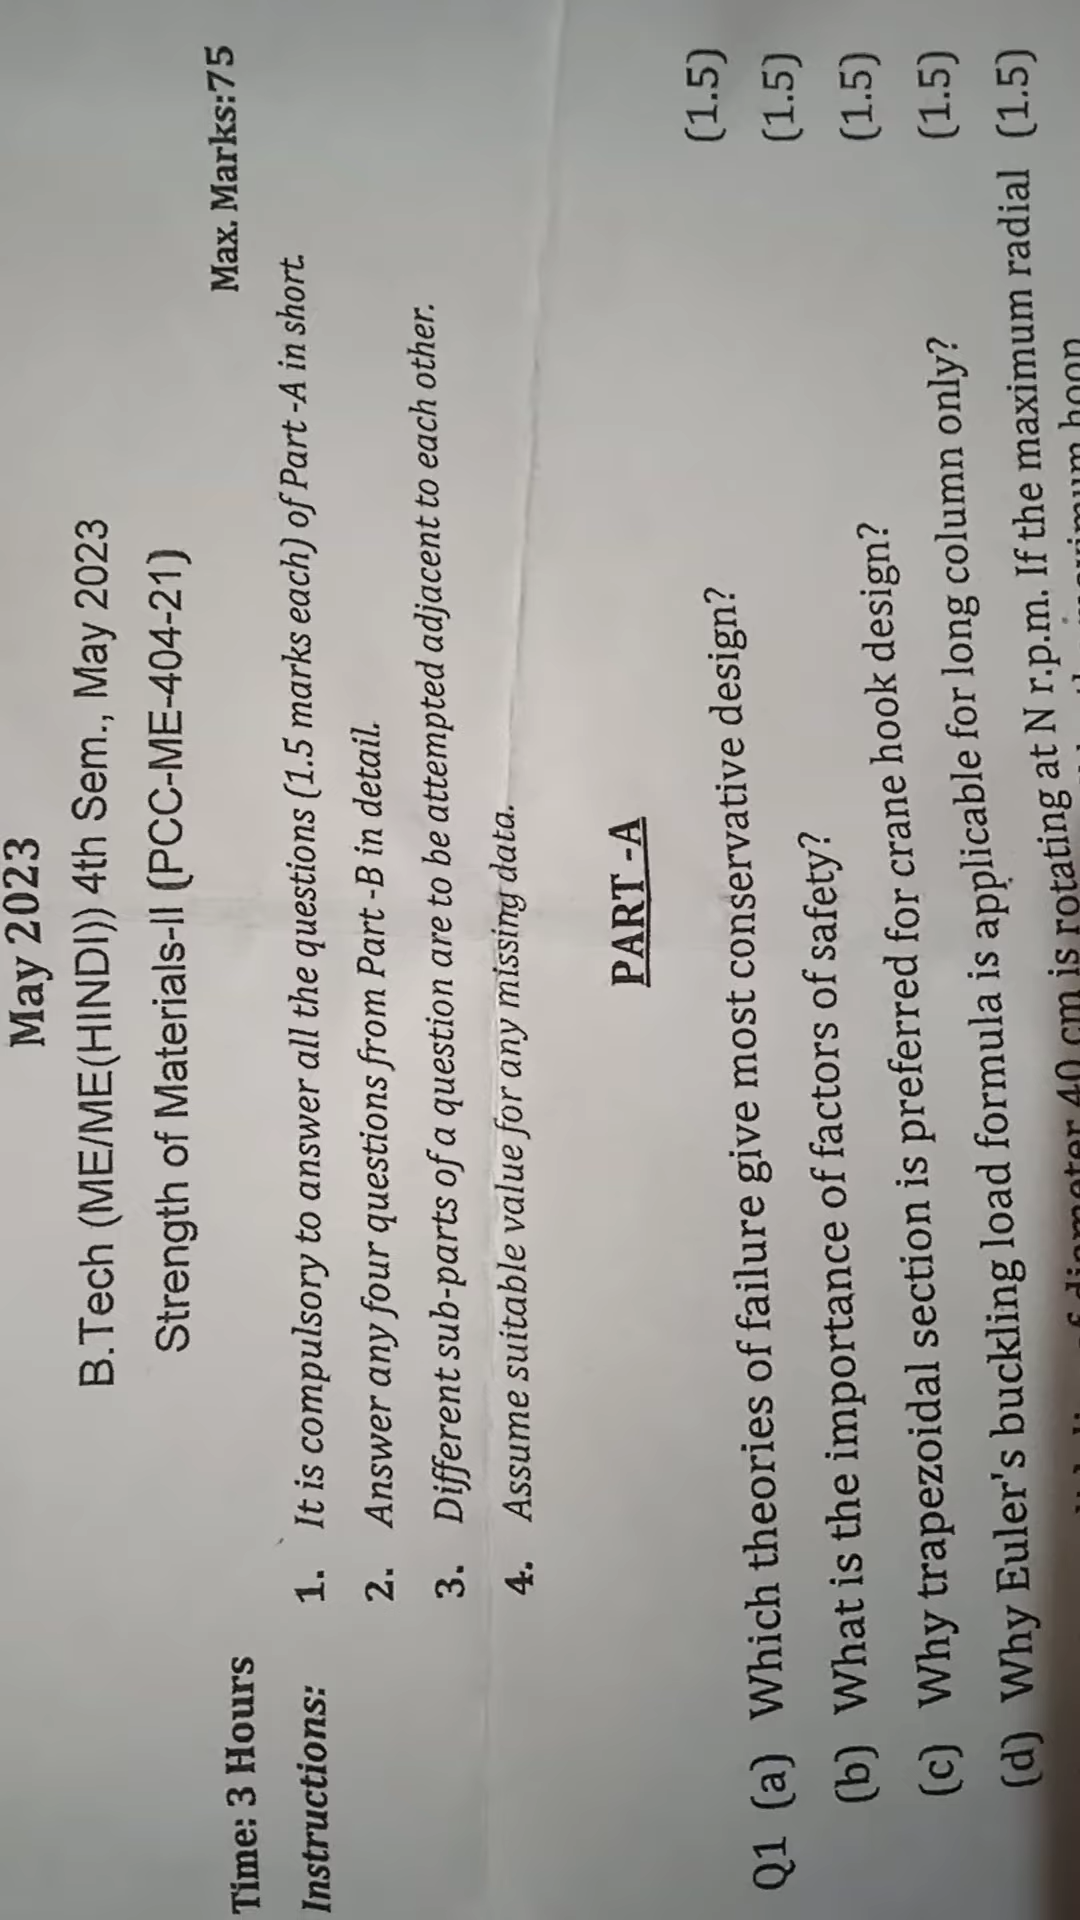 May 2023
B.Tech (ME/ME(HINDI)) 4th Sem., May 2023
Strength of Materials-II (PCC-ME-404-21)
Time: 3 Hours Max. Marks:75
Instructions: 1. It is compulsory to answer all the questions (1.5 marks each) of Part -A in short.
2. Answer any four questions from Part -B in detail.
3. Different sub-parts of a question are to be attempted adjacent to each other.
4. Assume suitable value for any missing data.
PART -A
Q1 (a) Which theories of failure give most conservative design? (1.5)
(b) What is the importance of factors of safety? (1.5)
(c) Why trapezoidal section is preferred for crane hook design? (1.5)
(d) Why Euler's buckling load formula is applicable for long column only? (1.5)
of diameter 40 cm is rotating at N r.p.m. If the maximum radial (1.5)